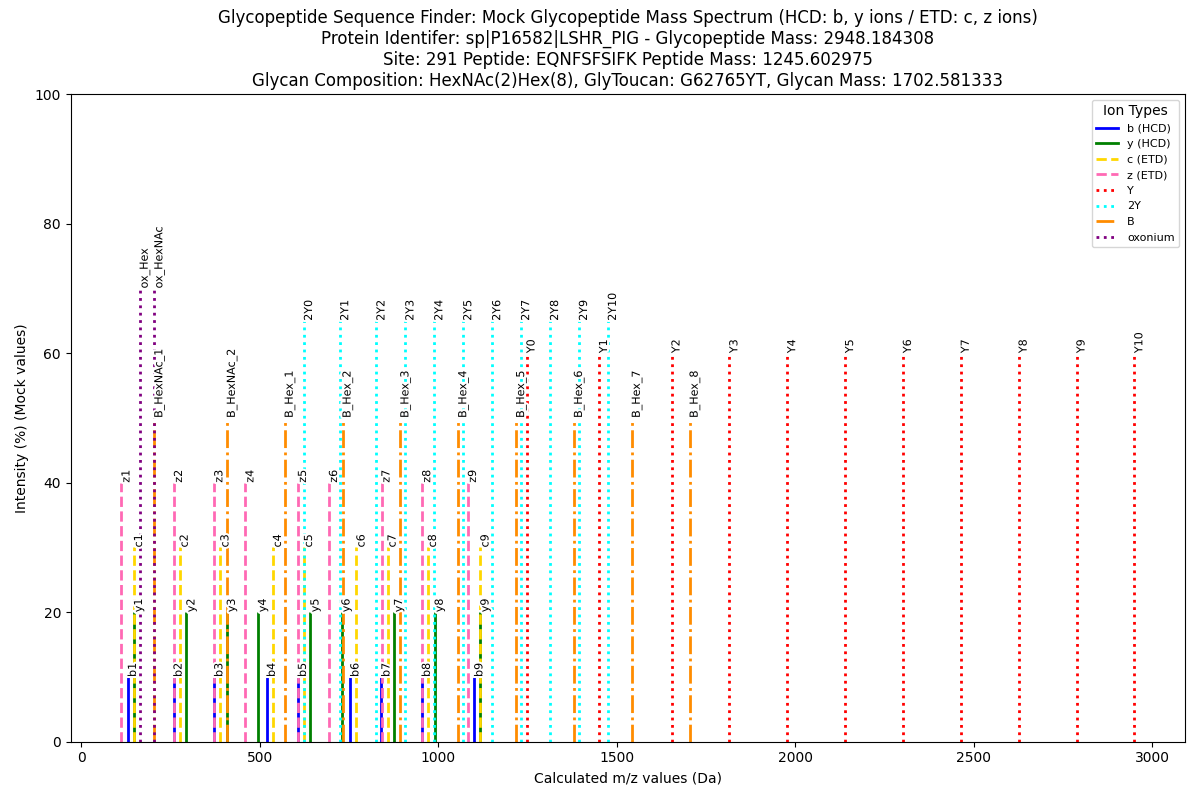 Glycopeptide Sequence Finder: Mock Glycopeptide Mass Spectrum (HCD: b, y ions / ETD: c, z ions)
Protein Identifer: sp|P16582|LSHR_PIG - Glycopeptide Mass: 2948.184308
Site: 291 Peptide: EQNFSFSIFK Peptide Mass: 1245.602975
Glycan Composition: HexNAc(2)Hex(8), GlyToucan: G62765YT, Glycan Mass: 1702.581333
Intensity (%) (Mock values)
100
80
60
40
20
0
Ion Types
b (HCD)
y (HCD)
c (ETD)
z (ETD)
Y
2Y
B
oxonium
ox_Hex
ox_HexNAc
2Y0
2Y1
2Y2
2Y3
2Y4
2Y5
2Y6
2Y7
2Y8
2Y9
2Y10
Y0
Y1
Y2
Y3
Y4
Y5
Y6
Y7
Y8
Y9
Y10
B_HexNAc_1
B_HexNAc_2
B_Hex_1
B_Hex_2
B_Hex_3
B_Hex_4
B_Hex_5
B_Hex_6
B_Hex_7
B_Hex_8
z1
z2
z3
z4
z5
z6
z7
z8
z9
c1
c2
c3
c4
c5
c6
c7
c8
c9
y1
y2
y3
y4
y5
y6
y7
y8
y9
b1
b2
b3
b4
b5
b6
b7
b8
b9
0
500
1000
1500
2000
2500
3000
Calculated m/z values (Da)